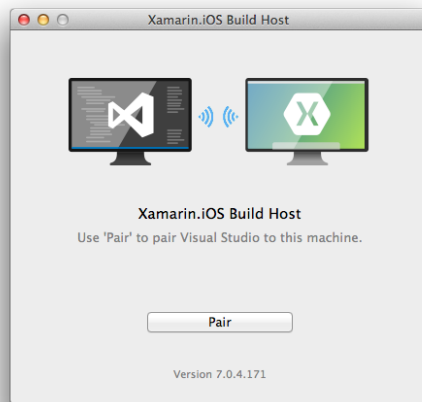 Xamarin.iOS Build Host
Xamarin.iOS Build Host
Use 'Pair' to pair Visual Studio to this machine.
Pair
Version 7.0.4.171